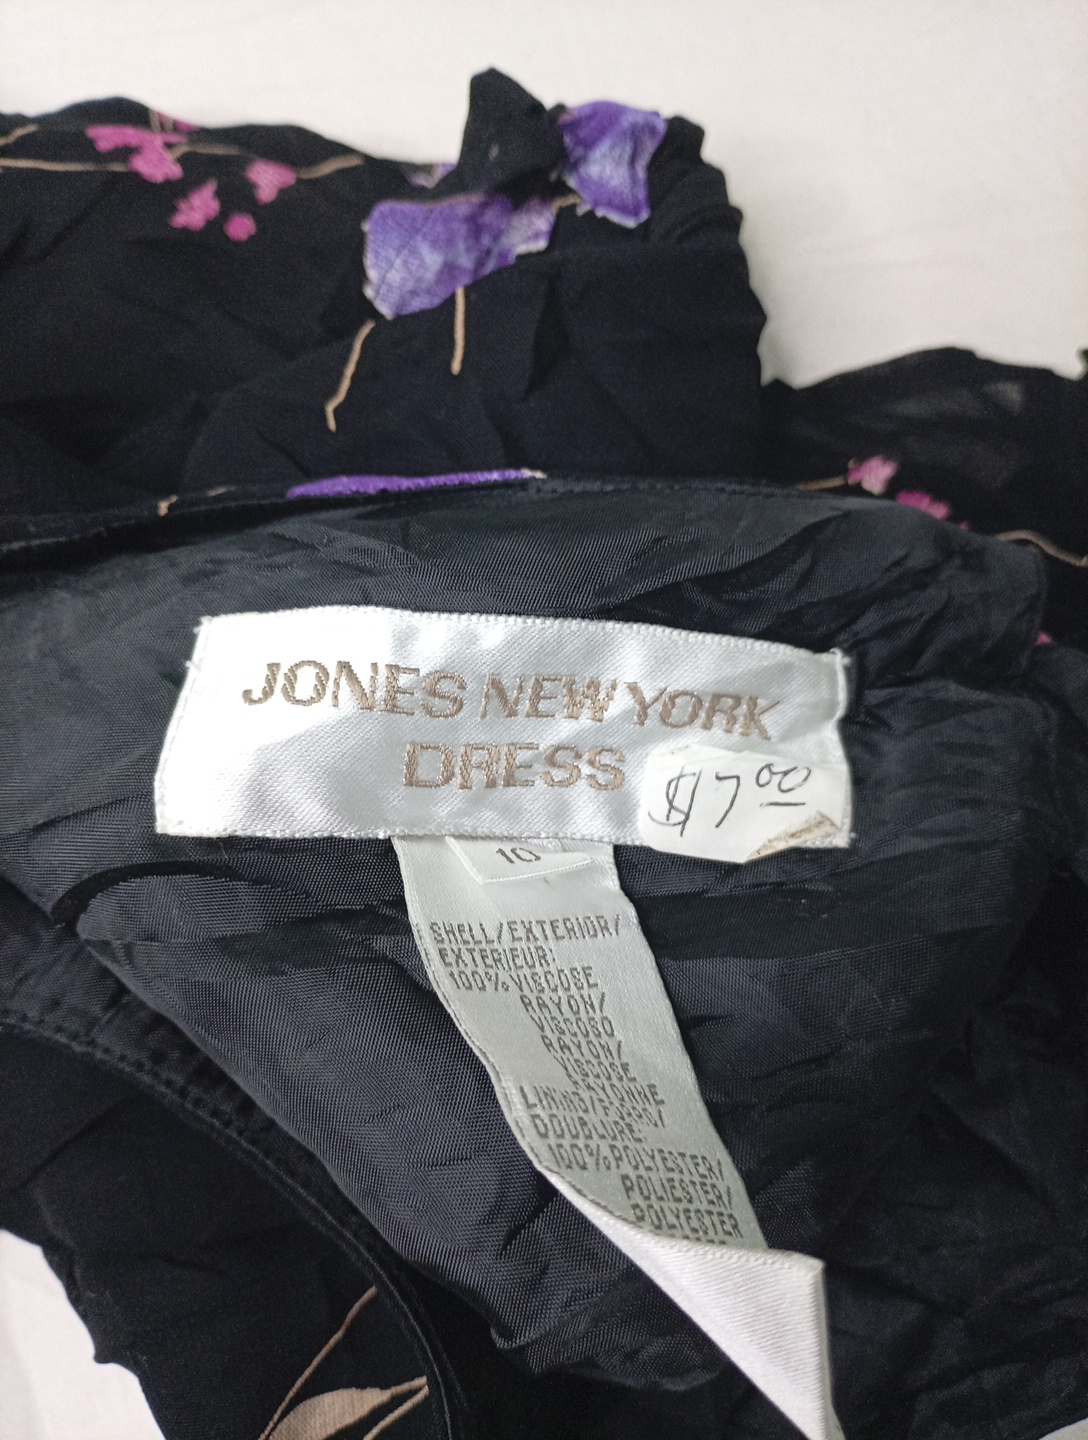 JONES NEW YORK
DRESS
$7.00
10
SHELL/EXTERIOR/
EXTERIEUR:
100% VISCOSE
RAYON/
VISCOSO
RAYON/
VISCOSE
RAYONNE
LINING/FORRO/
DOUBLURE:
100% POLYESTER/
POLIESTER/
POLYESTER